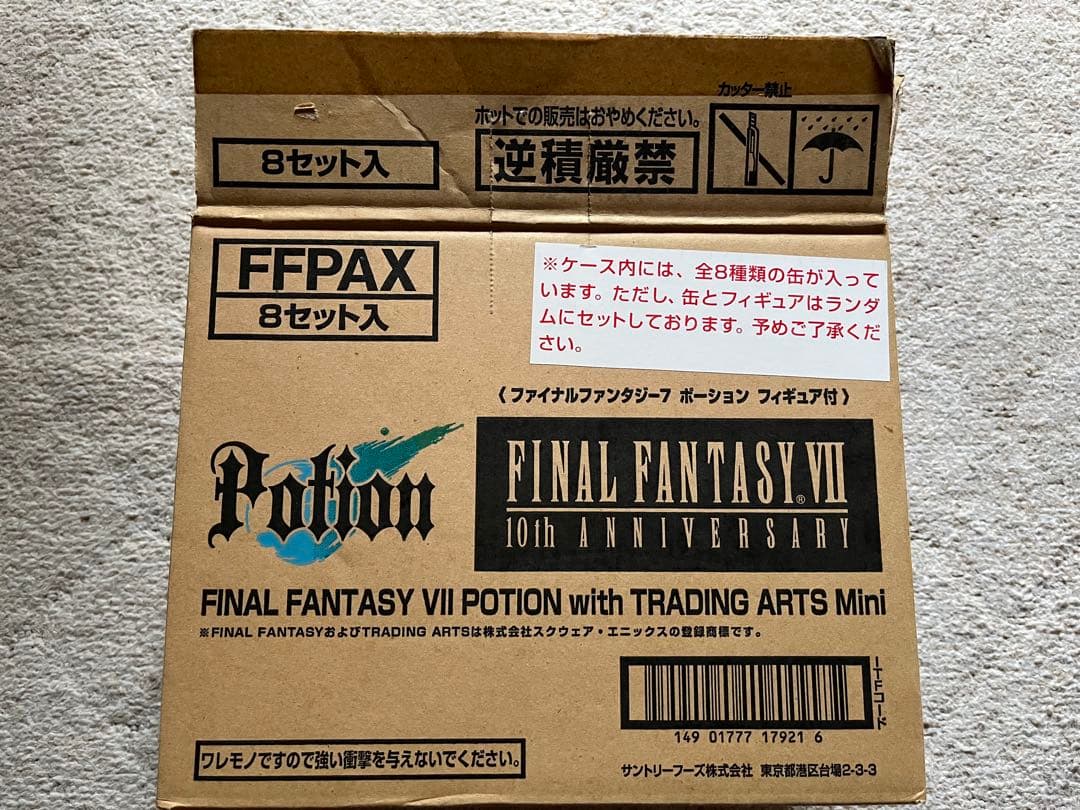 カッター禁止
ホットでの販売はおやめください。
8セット入
逆積厳禁
FFPAX
8セット入
※ケース内には、全8種類の缶が入って
います。ただし、缶とフィギュアはランダ
ムにセットしております。予めご了承くだ
さい。
《ファイナルファンタジー7 ポーション フィギュア付》
Potion
FINAL FANTASY® VII
10th ANNIVERSARY
FINAL FANTASY VII POTION with TRADING ARTS Mini
※FINAL FANTASYおよびTRADING ARTSは株式会社スクウェア・エニックスの登録商標です。
ITFコード
149 01777 17921 6
ワレモノですので強い衝撃を与えないでください。
サントリーフーズ株式会社 東京都港区台場2-3-3